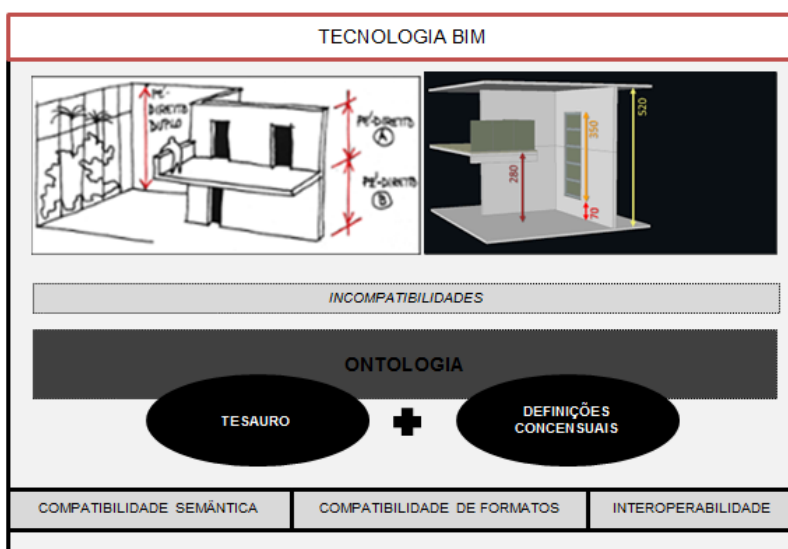 TECNOLOGIA BIM
PÉ-
DIREITO
DUPLO
PÉ-DIREITO
A
PÉ-DIREITO
B
520
350
280
70
INCOMPATIBILIDADES
ONTOLOGIA
TESAURO
DEFINIÇÕES
CONCENSUAIS
COMPATIBILIDADE SEMÂNTICA
COMPATIBILIDADE DE FORMATOS
INTEROPERABILIDADE